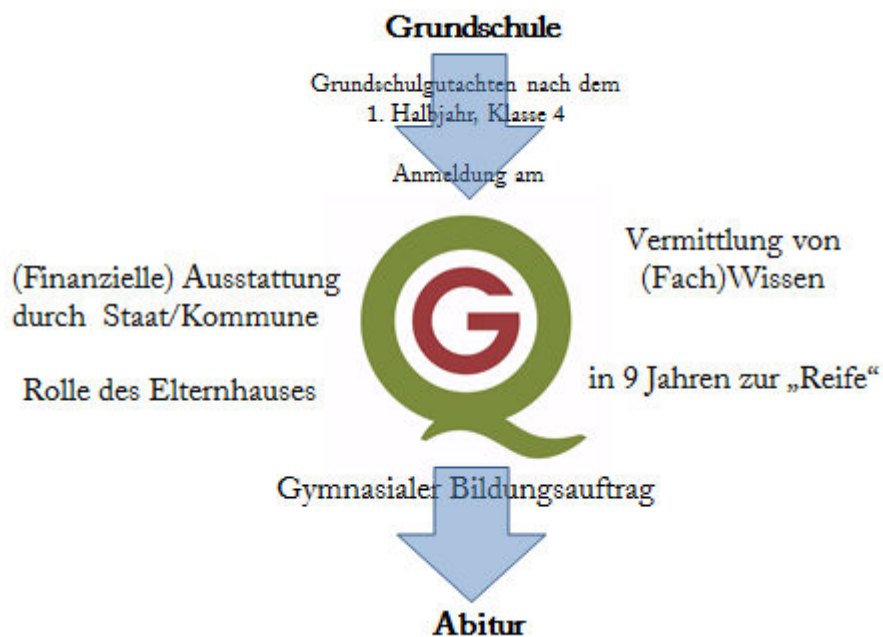 Grundschule
Grundschulgutachten nach dem
1. Halbjahr, Klasse 4
Anmeldung am
(Finanzielle) Ausstattung
durch Staat/Kommune
Rolle des Elternhauses
QG
Vermittlung von
(Fach)Wissen
in 9 Jahren zur „Reife“
Gymnasialer Bildungsauftrag
Abitur